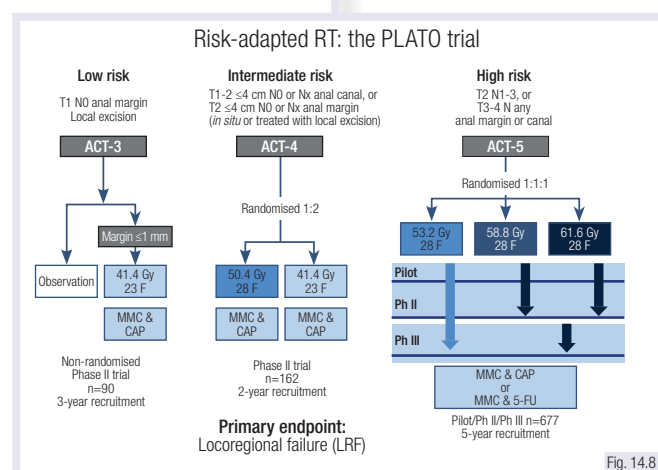 Risk-adapted RT: the PLATO trial
Low risk
T1 N0 anal margin
Local excision
ACT-3
Margin ≤1 mm
Observation
41.4 Gy
23 F
MMC &
CAP
Non-randomised
Phase II trial
n=90
3-year recruitment
Intermediate risk
T1-2 ≤4 cm N0 or Nx anal canal, or
T2 ≤4 cm N0 or Nx anal margin
(in situ or treated with local excision)
ACT-4
Randomised 1:2
50.4 Gy
28 F
41.4 Gy
23 F
MMC &
CAP
MMC &
CAP
Phase II trial
n=162
2-year recruitment
High risk
T2 N1-3, or
T3-4 N any
anal margin or canal
ACT-5
Randomised 1:1:1
53.2 Gy
28 F
58.8 Gy
28 F
61.6 Gy
28 F
Pilot
Ph II
Ph III
MMC & CAP
or
MMC & 5-FU
Pilot/Ph II/Ph III n=677
5-year recruitment
Primary endpoint:
Locoregional failure (LRF)
Fig. 14.8